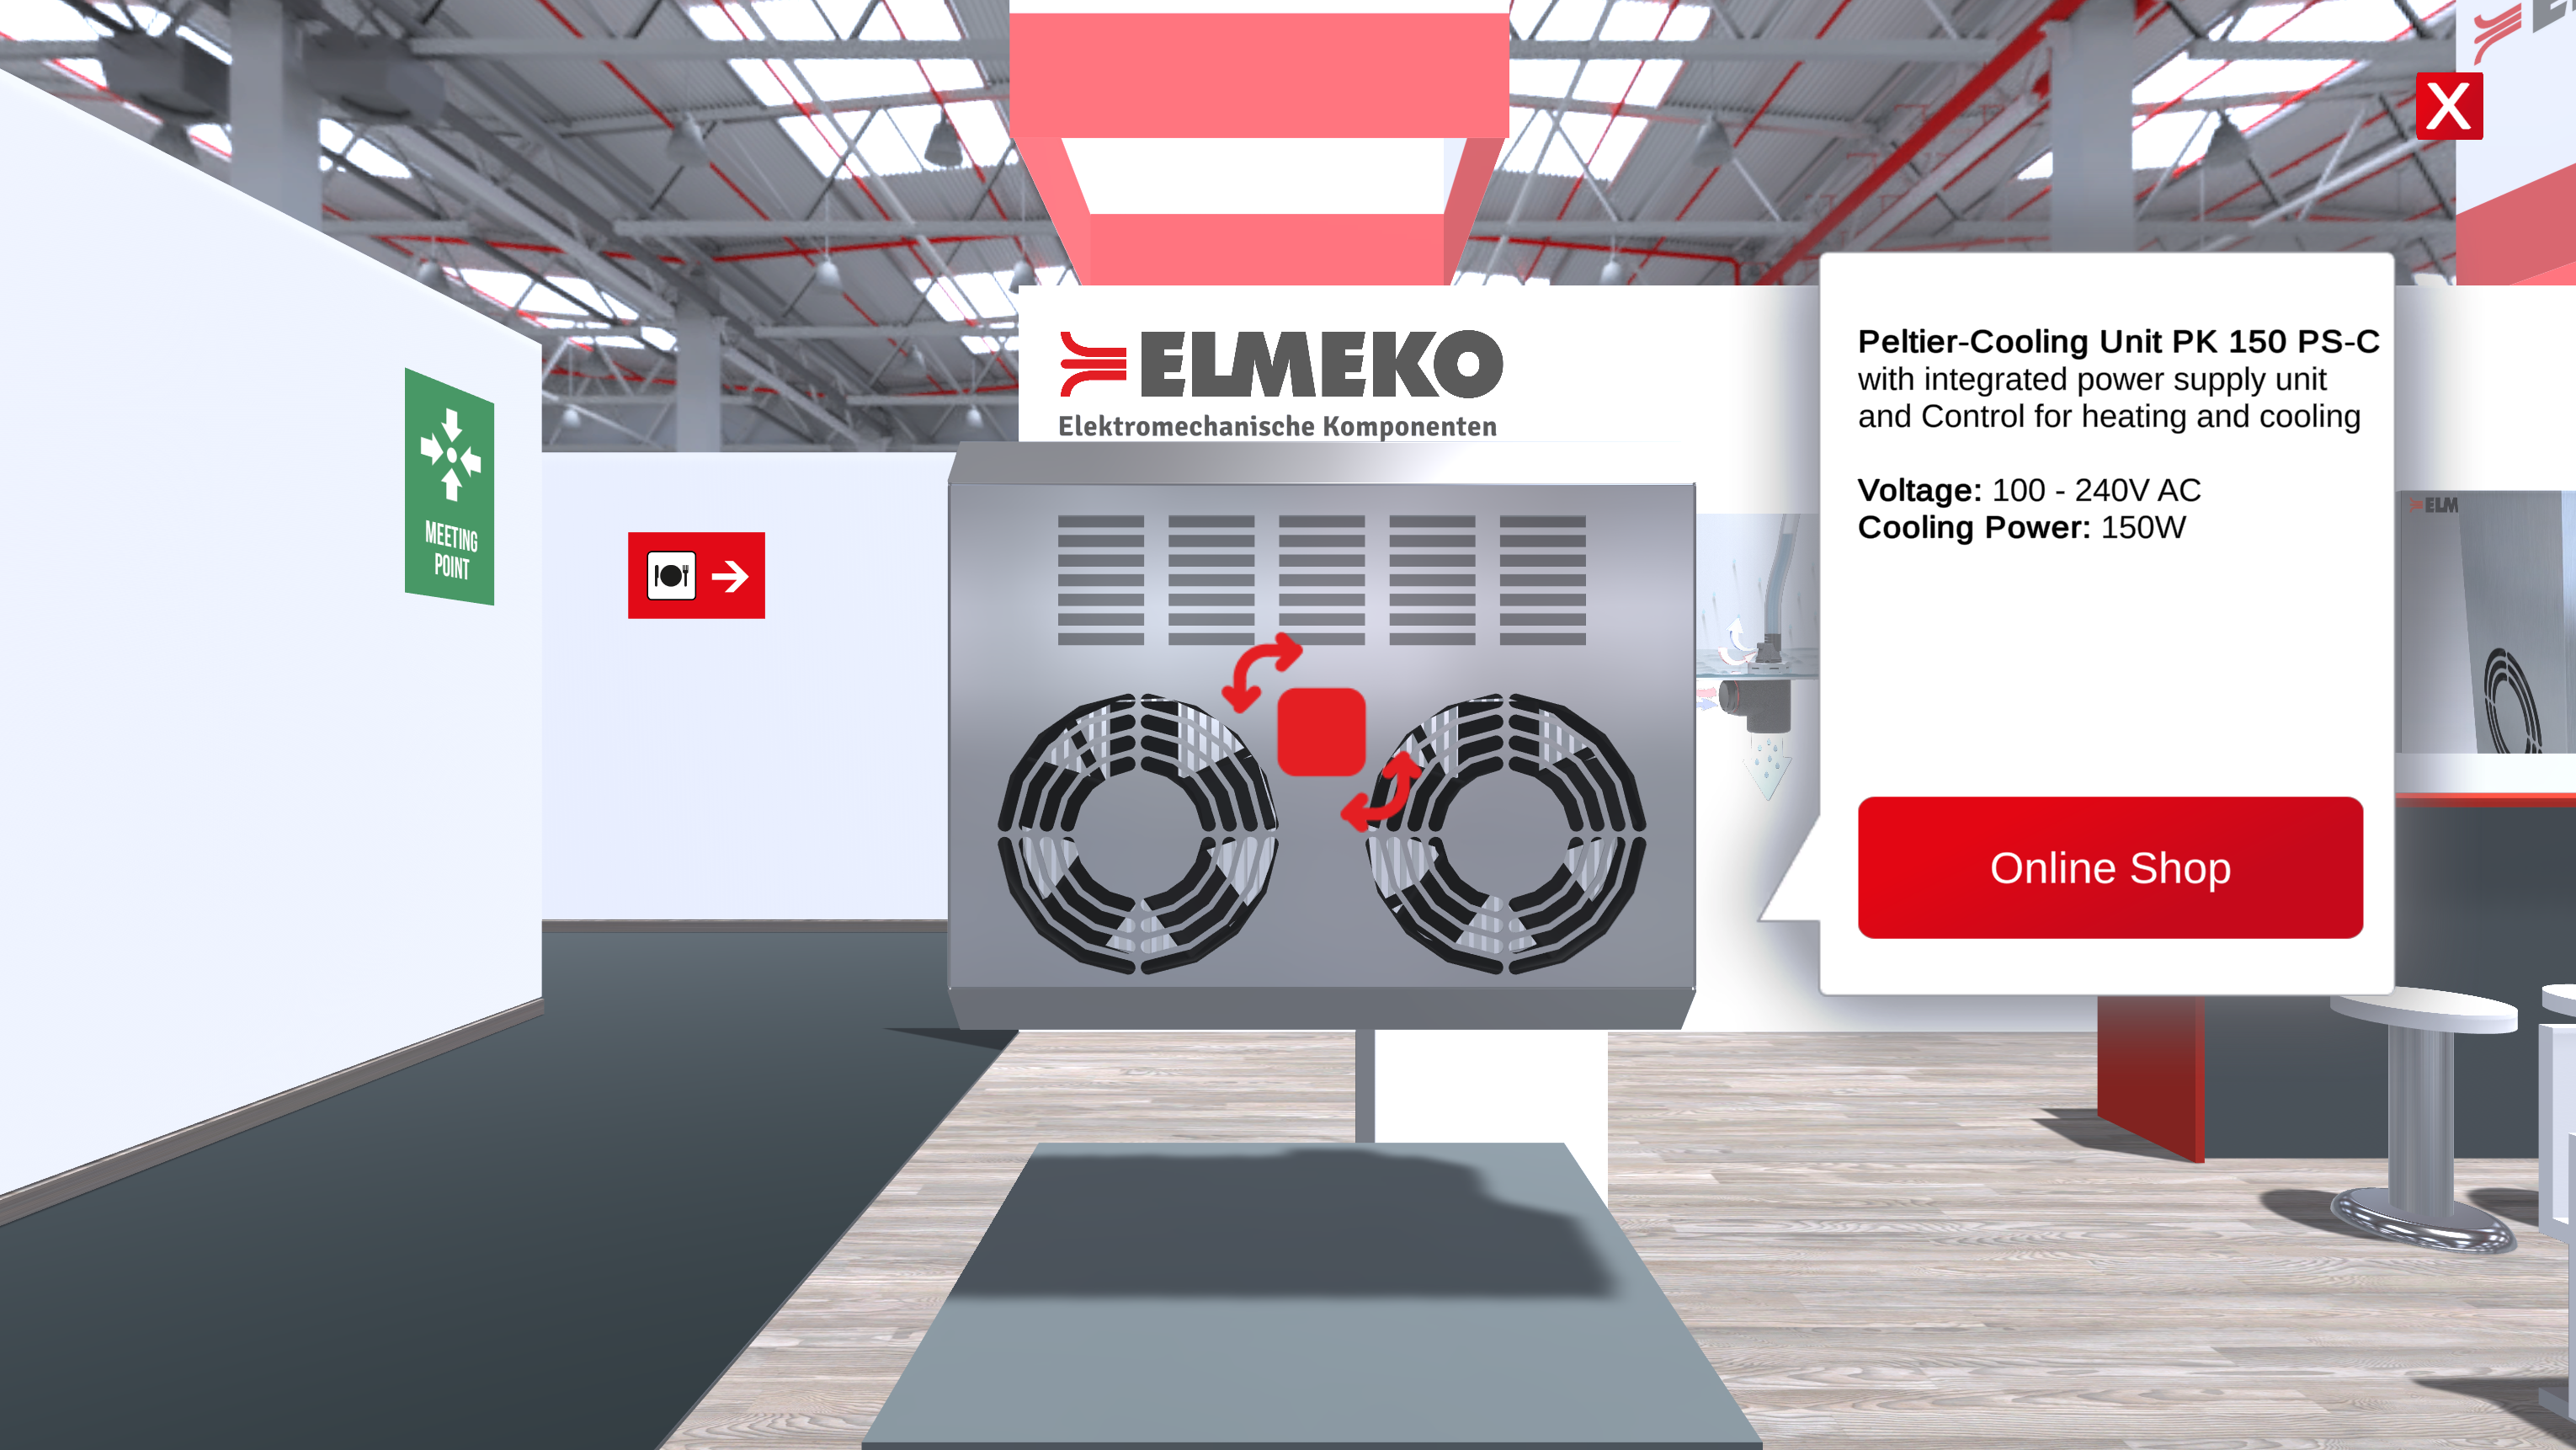 X
ELMEKO
Elektromechanische Komponenten
MEETING
POINT
Peltier-Cooling Unit PK 150 PS-C
with integrated power supply unit
and Control for heating and cooling
Voltage: 100 - 240V AC
Cooling Power: 150W
Online Shop
ELM